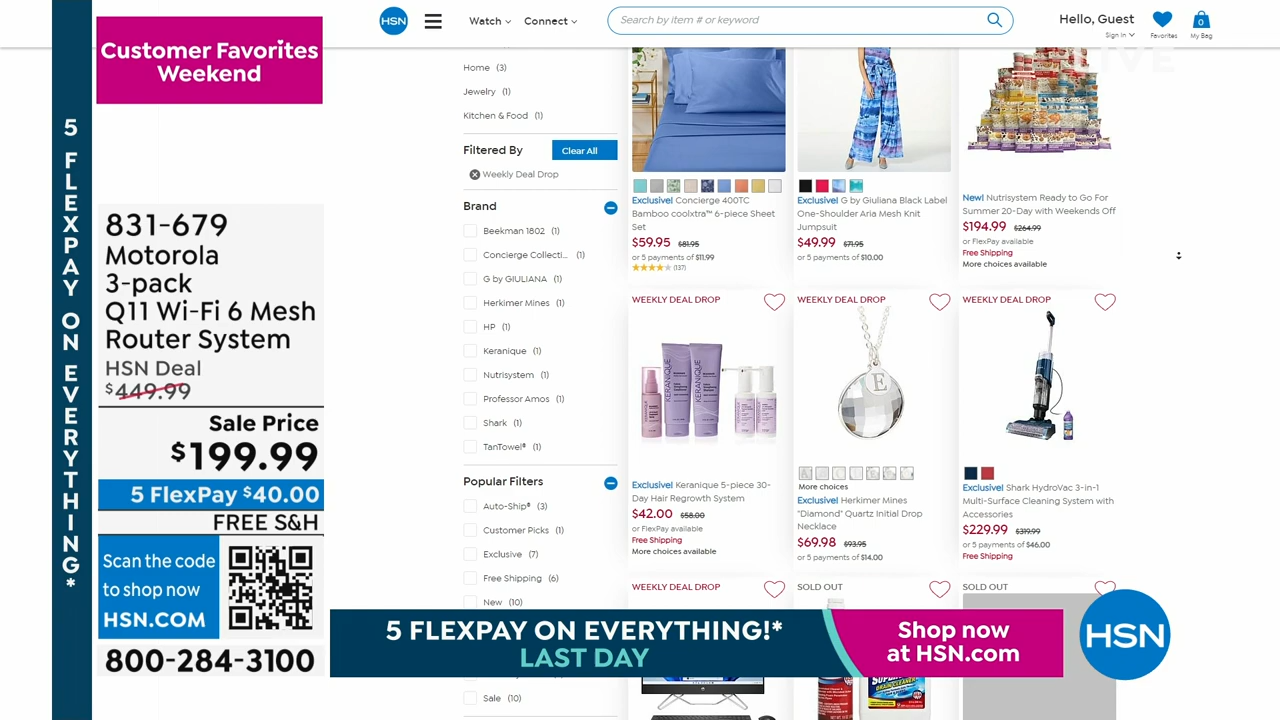 5 FLEXPAY ON EVERYTHING*
Customer Favorites
Weekend
831-679
Motorola
3-pack
Q11 Wi-Fi 6 Mesh
Router System
HSN Deal
$449.99
Sale Price
$199.99
5 FlexPay $40.00
FREE S&H
Scan the code
to shop now
HSN.COM
800-284-3100
HSN
Watch
Connect
Search by item # or keyword
Hello, Guest
Sign In
Favorites
0
My Bag
LIVE
Home (3)
Jewelry (1)
Kitchen & Food (1)
Filtered By
Clear All
Weekly Deal Drop
Brand
Beekman 1802 (1)
Concierge Collecti... (1)
G by GIULIANA (1)
Herkimer Mines (1)
HP (1)
Keranique (1)
Nutrisystem (1)
Professor Amos (1)
Shark (1)
TanTowel® (1)
Popular Filters
Auto-Ship® (3)
Customer Picks (1)
Exclusive (7)
Free Shipping (6)
New (10)
Sale (10)
Exclusive! Concierge 400TC
Bamboo coolxtra™ 6-piece Sheet
Set
$59.95 $81.95
or 5 payments of $11.99
(137)
Exclusive! G by Giuliana Black Label
One-Shoulder Aria Mesh Knit
Jumpsuit
$49.99 $71.95
or 5 payments of $10.00
New! Nutrisystem Ready to Go For
Summer 20-Day with Weekends Off
$194.99 $264.99
or FlexPay available
Free Shipping
More choices available
WEEKLY DEAL DROP
KERANIQUE
KERANIQUE
Exclusive! Keranique 5-piece 30-
Day Hair Regrowth System
$42.00 $58.00
or FlexPay available
Free Shipping
More choices available
WEEKLY DEAL DROP
E
More choices
Exclusive! Herkimer Mines
"Diamond" Quartz Initial Drop
Necklace
$69.98 $93.95
or 5 payments of $14.00
WEEKLY DEAL DROP
Exclusive! Shark HydroVac 3-in-1
Multi-Surface Cleaning System with
Accessories
$229.99 $319.99
or 5 payments of $46.00
Free Shipping
WEEKLY DEAL DROP
SOLD OUT
SOLD OUT
5 FLEXPAY ON EVERYTHING!*
LAST DAY
Shop now
at HSN.com
HSN